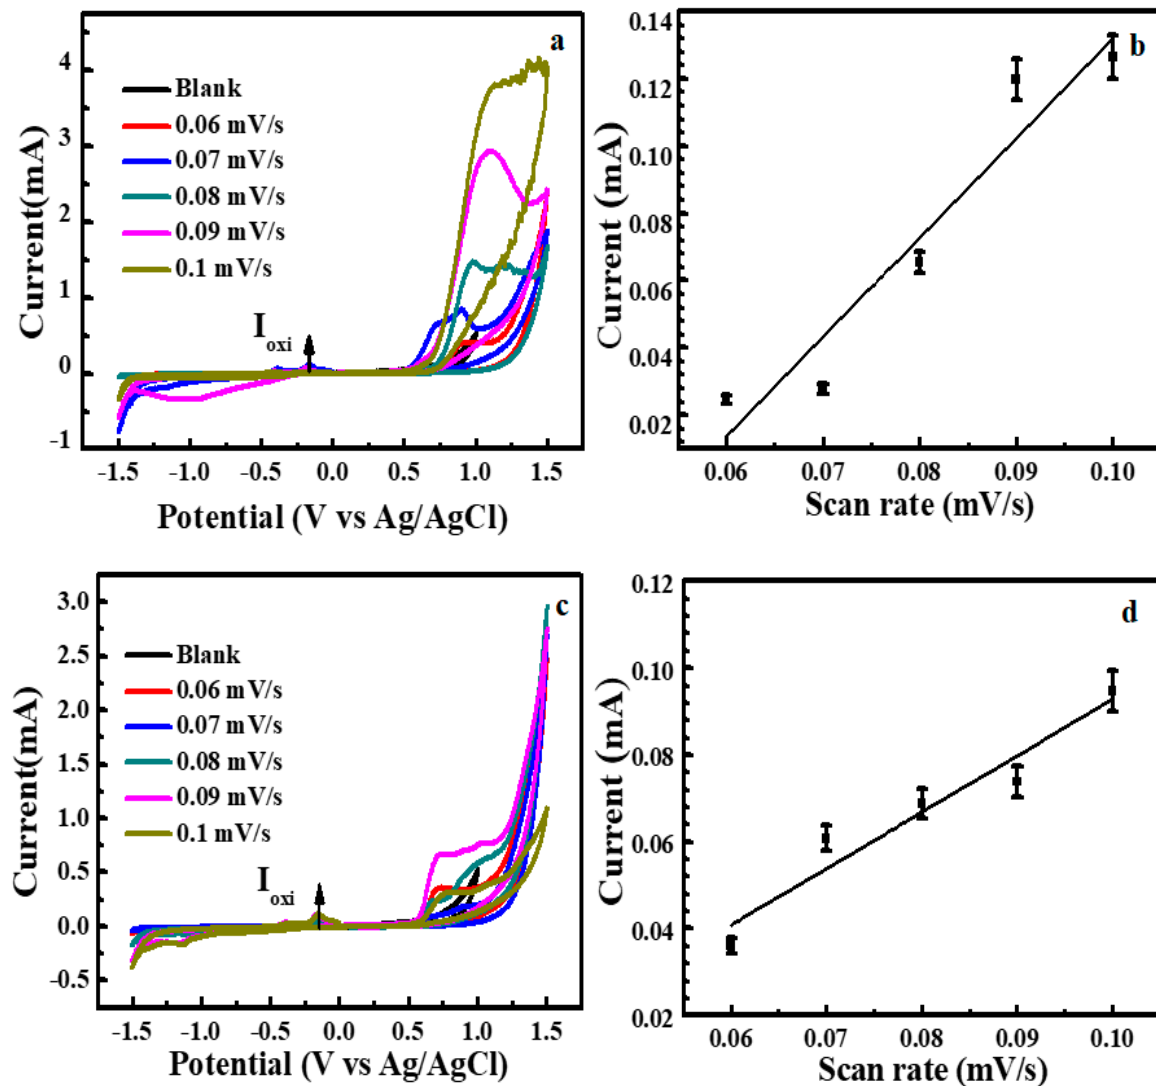 a
Current(mA)
4
3
2
1
0
-1
Blank
0.06 mV/s
0.07 mV/s
0.08 mV/s
0.09 mV/s
0.1 mV/s
I oxi
-1.5 -1.0 -0.5 0.0 0.5 1.0 1.5
Potential (V vs Ag/AgCl)
b
Current (mA)
0.14
0.12
0.10
0.08
0.06
0.04
0.02
0.06 0.07 0.08 0.09 0.10
Scan rate (mV/s)
c
Current(mA)
3.0
2.5
2.0
1.5
1.0
0.5
0.0
-0.5
Blank
0.06 mV/s
0.07 mV/s
0.08 mV/s
0.09 mV/s
0.1 mV/s
I oxi
-1.5 -1.0 -0.5 0.0 0.5 1.0 1.5
Potential (V vs Ag/AgCl)
d
Current (mA)
0.12
0.10
0.08
0.06
0.04
0.02
0.06 0.07 0.08 0.09 0.10
Scan rate (mV/s)